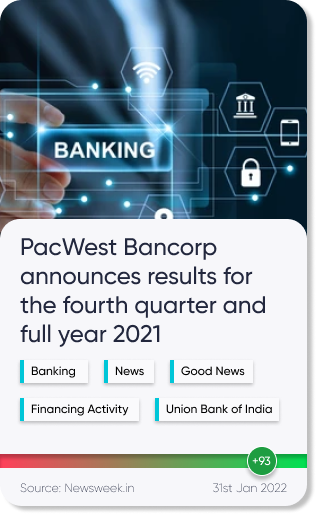 BANKING
PacWest Bancorp
announces results for
the fourth quarter and
full year 2021
Banking News Good News
Financing Activity Union Bank of India
+93
Source: Newsweek.in 31st Jan 2022